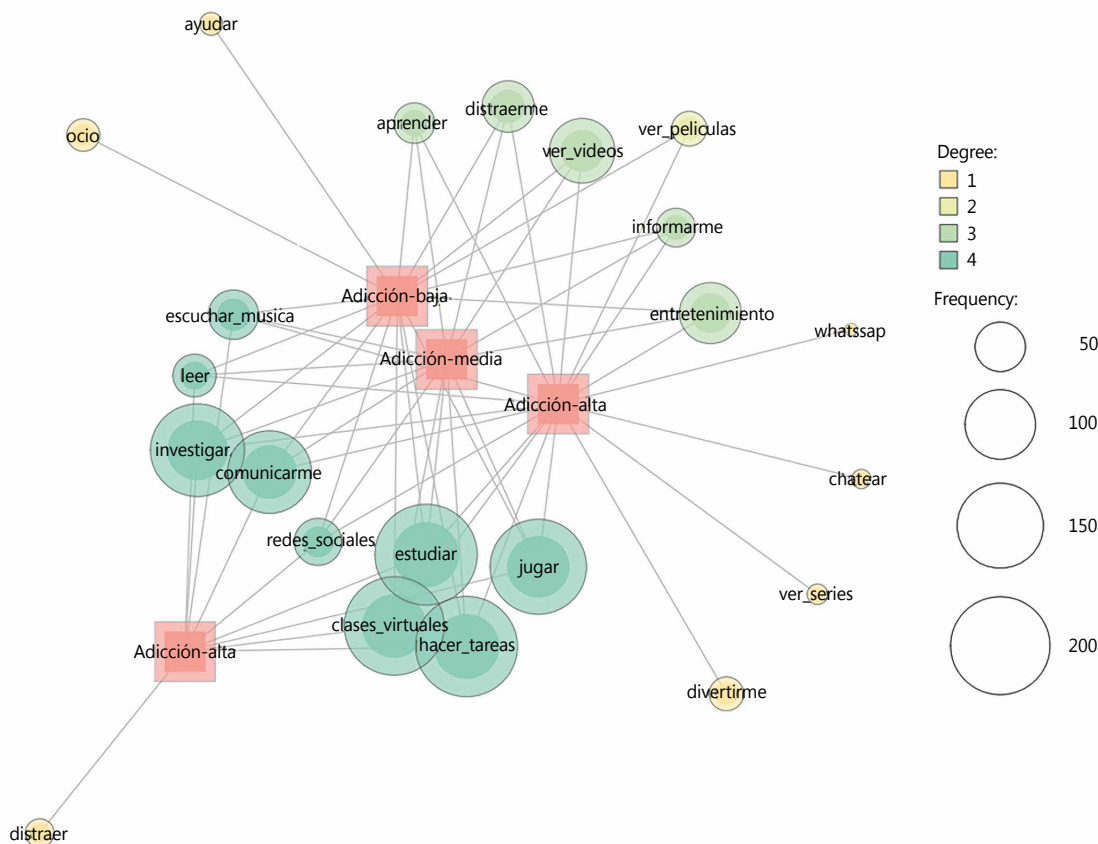 ayudar
ocio
aprender
distraerme
ver_videos
ver_peliculas
informarme
Adicción-baja
escuchar_musica
entretenimiento
whatssap
Adicción-media
leer
Adicción-alta
investigar
comunicarme
chatear
redes_sociales
estudiar
jugar
ver_series
clases_virtuales
hacer_tareas
Adicción-alta
divertirme
distraer
Degree:
1
2
3
4
Frequency:
50
100
150
200